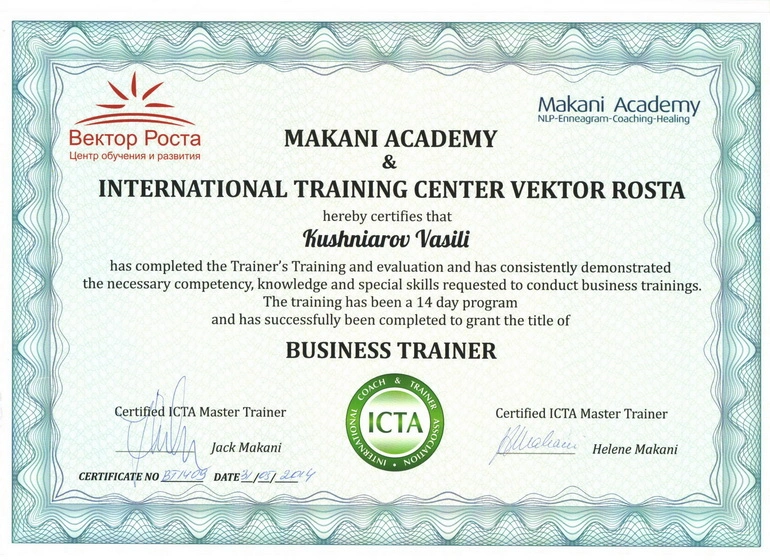 Вектор Роста
Центр обучения и развития
Makani Academy
NLP-Enneagram-Coaching-Healing
MAKANI ACADEMY
&
INTERNATIONAL TRAINING CENTER VEKTOR ROSTA
hereby certifies that
Kushniarov Vasili
has completed the Trainer's Training and evaluation and has consistently demonstrated
the necessary competency, knowledge and special skills requested to conduct business trainings.
The training has been a 14 day program
and has successfully been completed to grant the title of
BUSINESS TRAINER
Certified ICTA Master Trainer
Jack Makani
INTERNATIONAL COACH & TRAINER ASSOCIATION
ICTA
Certified ICTA Master Trainer
Helene Makani
CERTIFICATE NO BT1409 DATE 31/08/2014